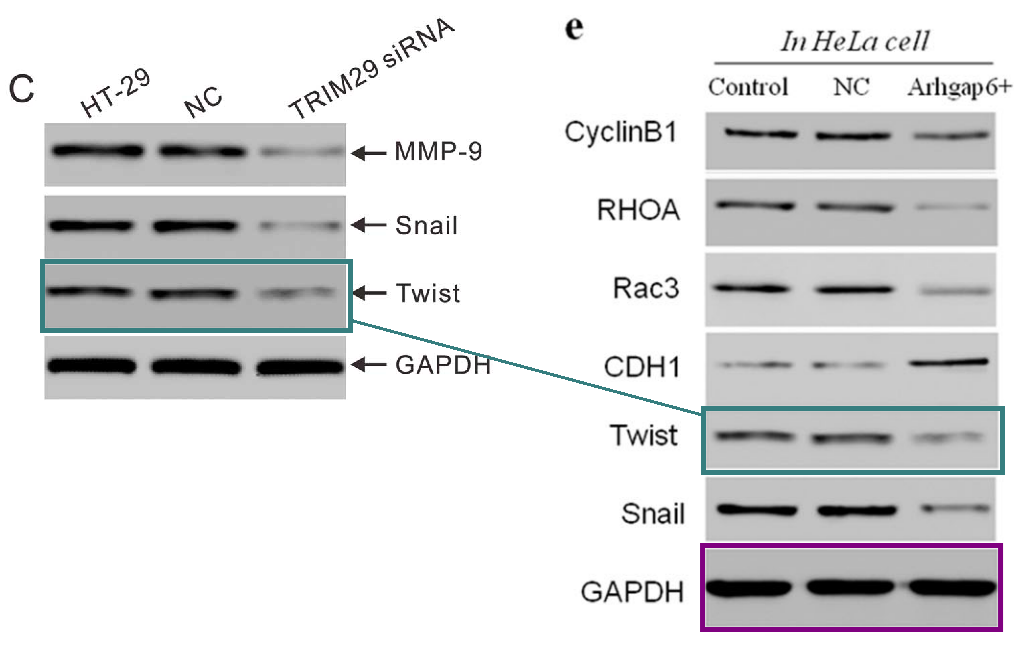 C
HT-29 NC TRIM29 siRNA
MMP-9
Snail
Twist
GAPDH
e
In HeLa cell
Control NC Arhgap6+
CyclinB1
RHOA
Rac3
CDH1
Twist
Snail
GAPDH